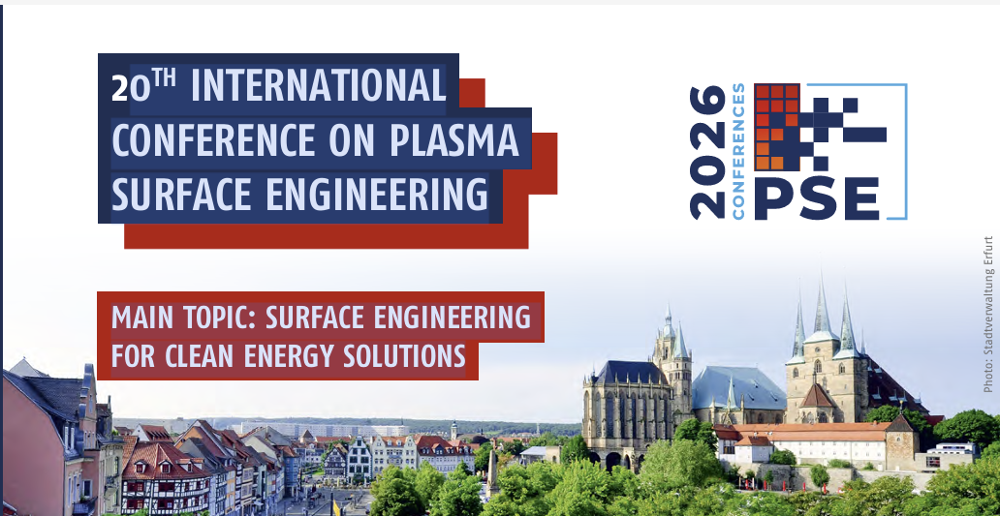 20TH INTERNATIONAL
CONFERENCE ON PLASMA
SURFACE ENGINEERING
2026
CONFERENCES
PSE
MAIN TOPIC: SURFACE ENGINEERING
FOR CLEAN ENERGY SOLUTIONS
Photo: Stadtverwaltung Erfurt